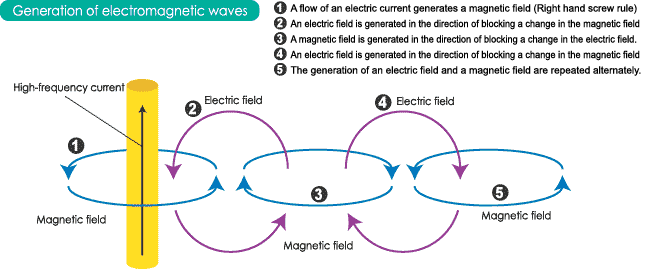 Generation of electromagnetic waves
1 A flow of an electric current generates a magnetic field (Right hand screw rule)
2 An electric field is generated in the direction of blocking a change in the magnetic field
3 A magnetic field is generated in the direction of blocking a change in the electric field.
4 An electric field is generated in the direction of blocking a change in the magnetic field
5 The generation of an electric field and a magnetic field are repeated alternately.
High-frequency current
2 Electric field
4 Electric field
1
3
5
Magnetic field
Magnetic field
Magnetic field